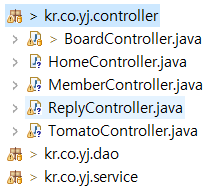 > kr.co.yj.controller
> BoardController.java
HomeController.java
MemberController.java
ReplyController.java
TomatoController.java
> kr.co.yj.dao
> kr.co.yj.service